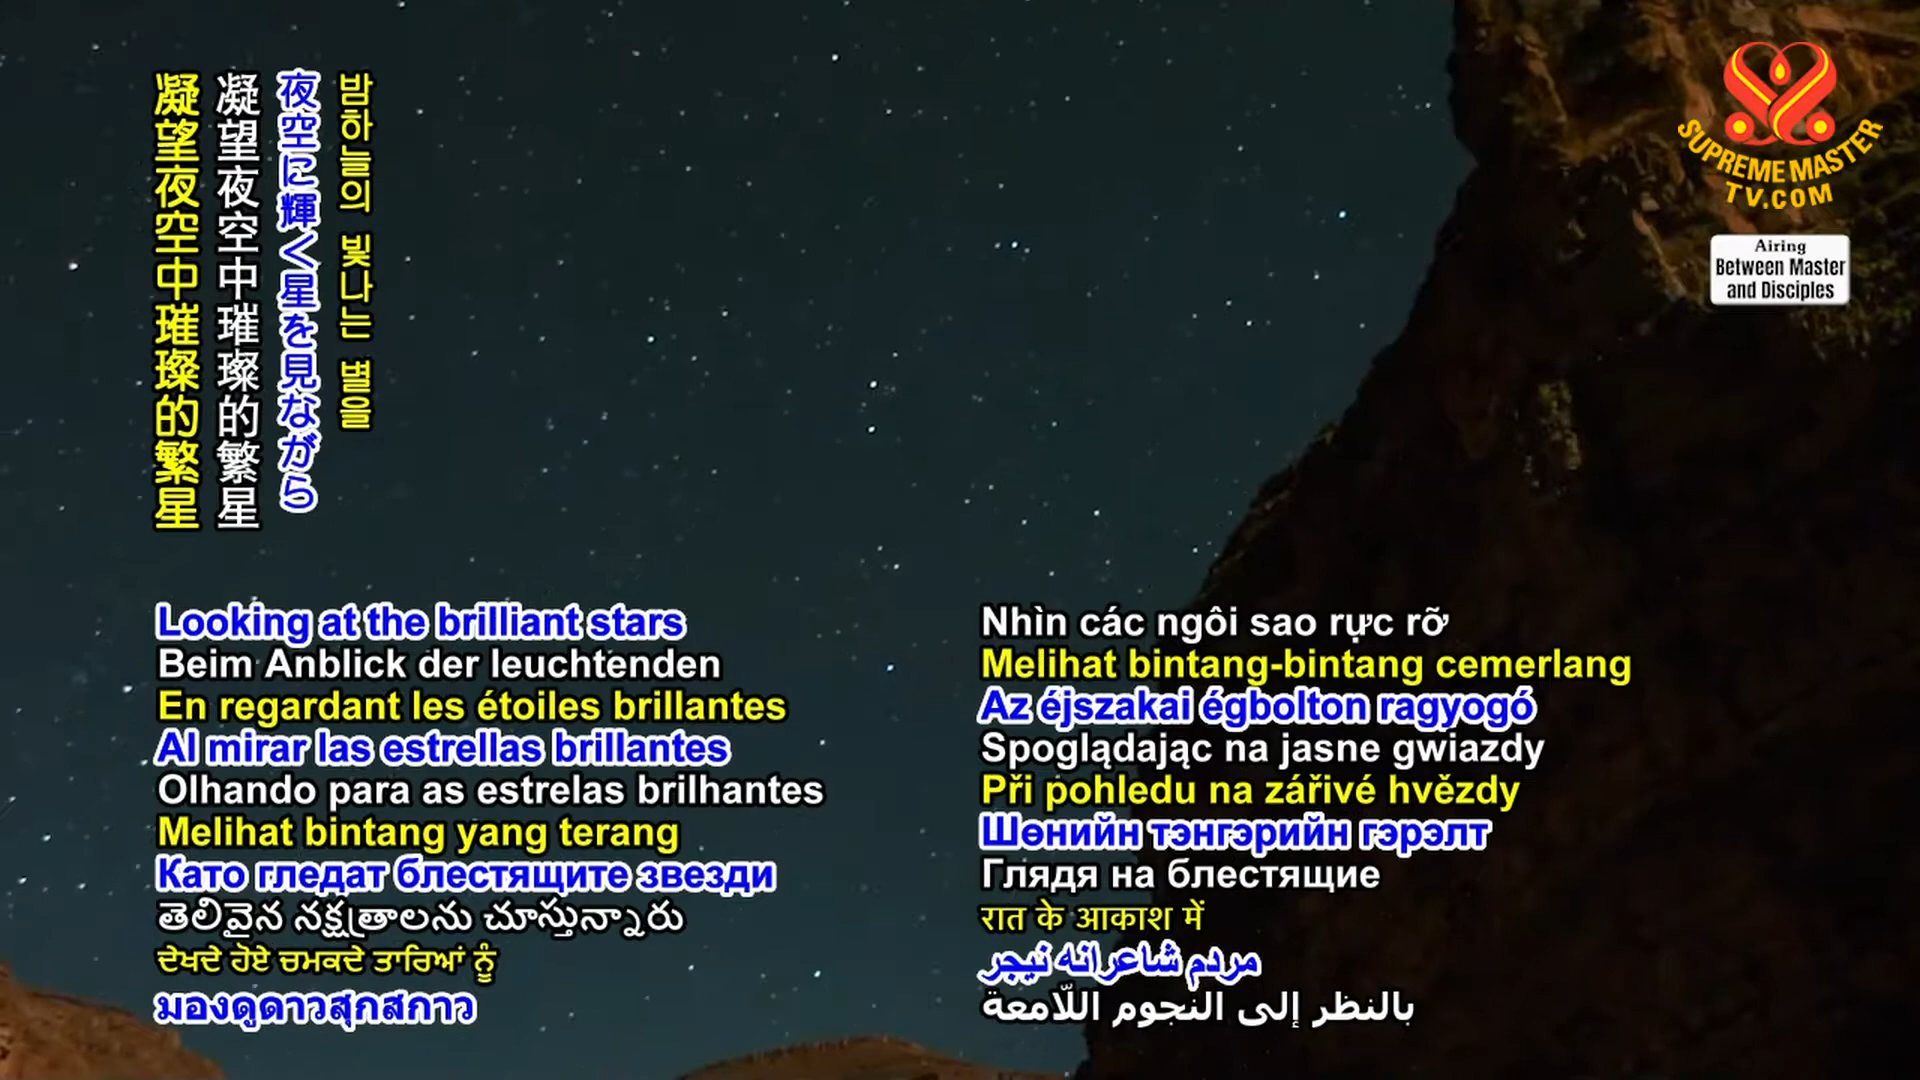 凝望夜空中璀璨的繁星
凝望夜空中璀璨的繁星
夜空に輝く星を見ながら
밤하늘의 빛나는 별을
SUPREME MASTER
TV.COM
Airing
Between Master
and Disciples
Looking at the brilliant stars
Beim Anblick der leuchtenden
En regardant les étoiles brillantes
Al mirar las estrellas brillantes
Olhando para as estrelas brilhantes
Melihat bintang yang terang
Като гледат блестящите звезди
తెలివైన నక్షత్రాలను చూస్తున్నారు
ਦੇਖਦੇ ਹੋਏ ਚਮਕਦੇ ਤਾਰਿਆਂ ਨੂੰ
มองดูดาวสุกสกาว
Nhìn các ngôi sao rực rỡ
Melihat bintang-bintang cemerlang
Az éjszakai égbolton ragyogó
Spoglądając na jasne gwiazdy
Při pohledu na zářivé hvězdy
Шөнийн тэнгэрийн гэрэлт
Глядя на блестящие
रात के आकाश में
مردم شاعرانه نیجر
بالنظر إلى النجوم اللّامعة